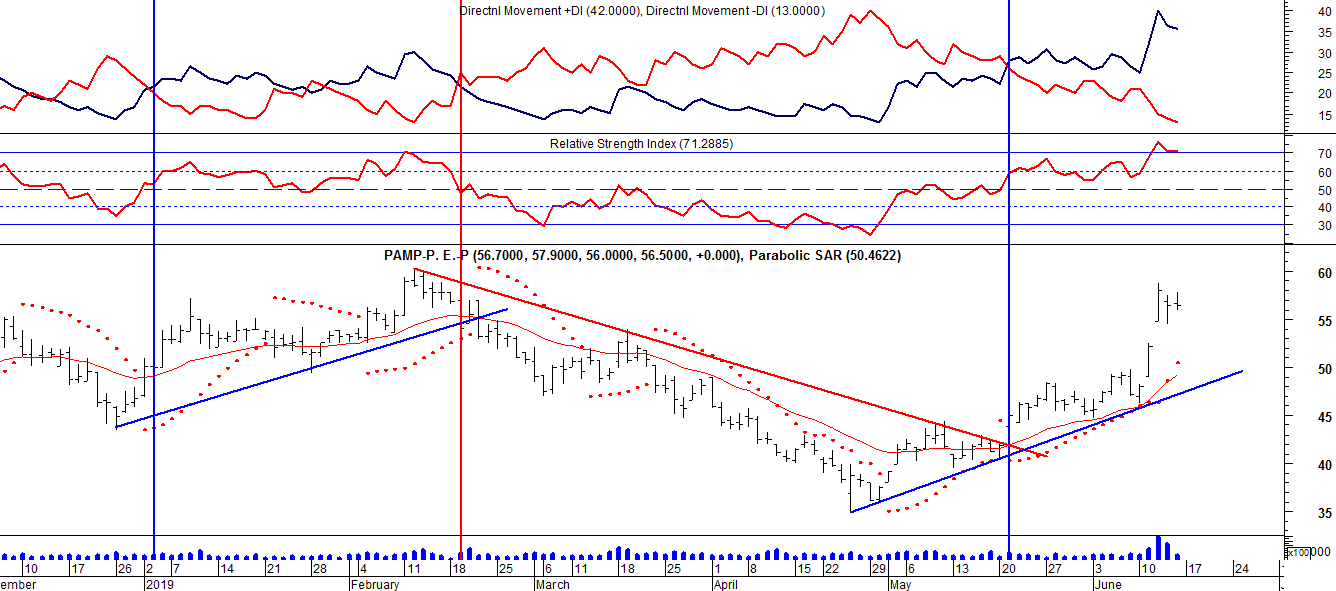 Directnl Movement +DI (42.0000), Directnl Movement -DI (13.0000)
40
35
30
25
20
15
Relative Strength Index (71.2885)
70
60
50
40
30
PAMP-P. E.-P (56.7000, 57.9000, 56.0000, 56.5000, +0.000), Parabolic SAR (50.4622)
60
55
50
45
40
35
x100 000
10 17 26 2 7 14 21 28 4 11 18 25 6 11 18 25 1 8 15 22 29 6 13 20 27 3 10 17 24
ember 2019 February March April May June